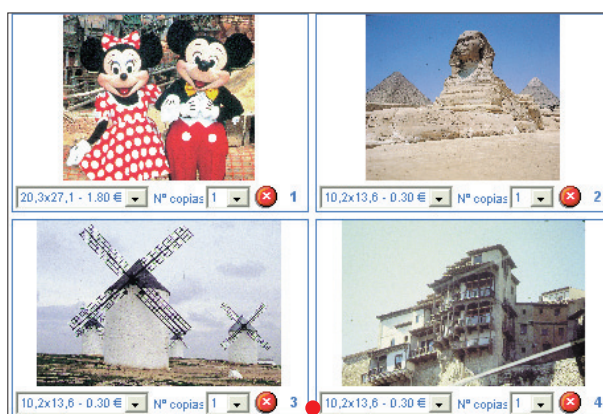 20,3x27,1 - 1.80 € Nº copias 1 1
10,2x13,6 - 0.30 € Nº copias 1 2
10,2x13,6 - 0.30 € Nº copias 1 3
10,2x13,6 - 0.30 € Nº copias 1 4